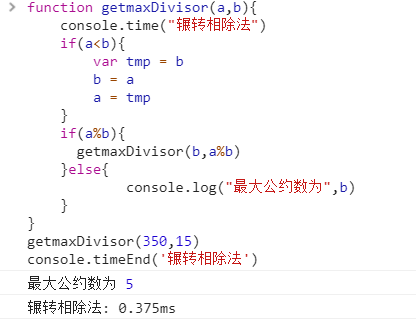 function getmaxDivisor(a,b){
    console.time("辗转相除法")
    if(a<b){
        var tmp = b
        b = a
        a = tmp
    }
    if(a%b){
      getmaxDivisor(b,a%b)
    }else{
            console.log("最大公约数为",b)
    }
}
getmaxDivisor(350,15)
console.timeEnd('辗转相除法')
最大公约数为 5
辗转相除法: 0.375ms